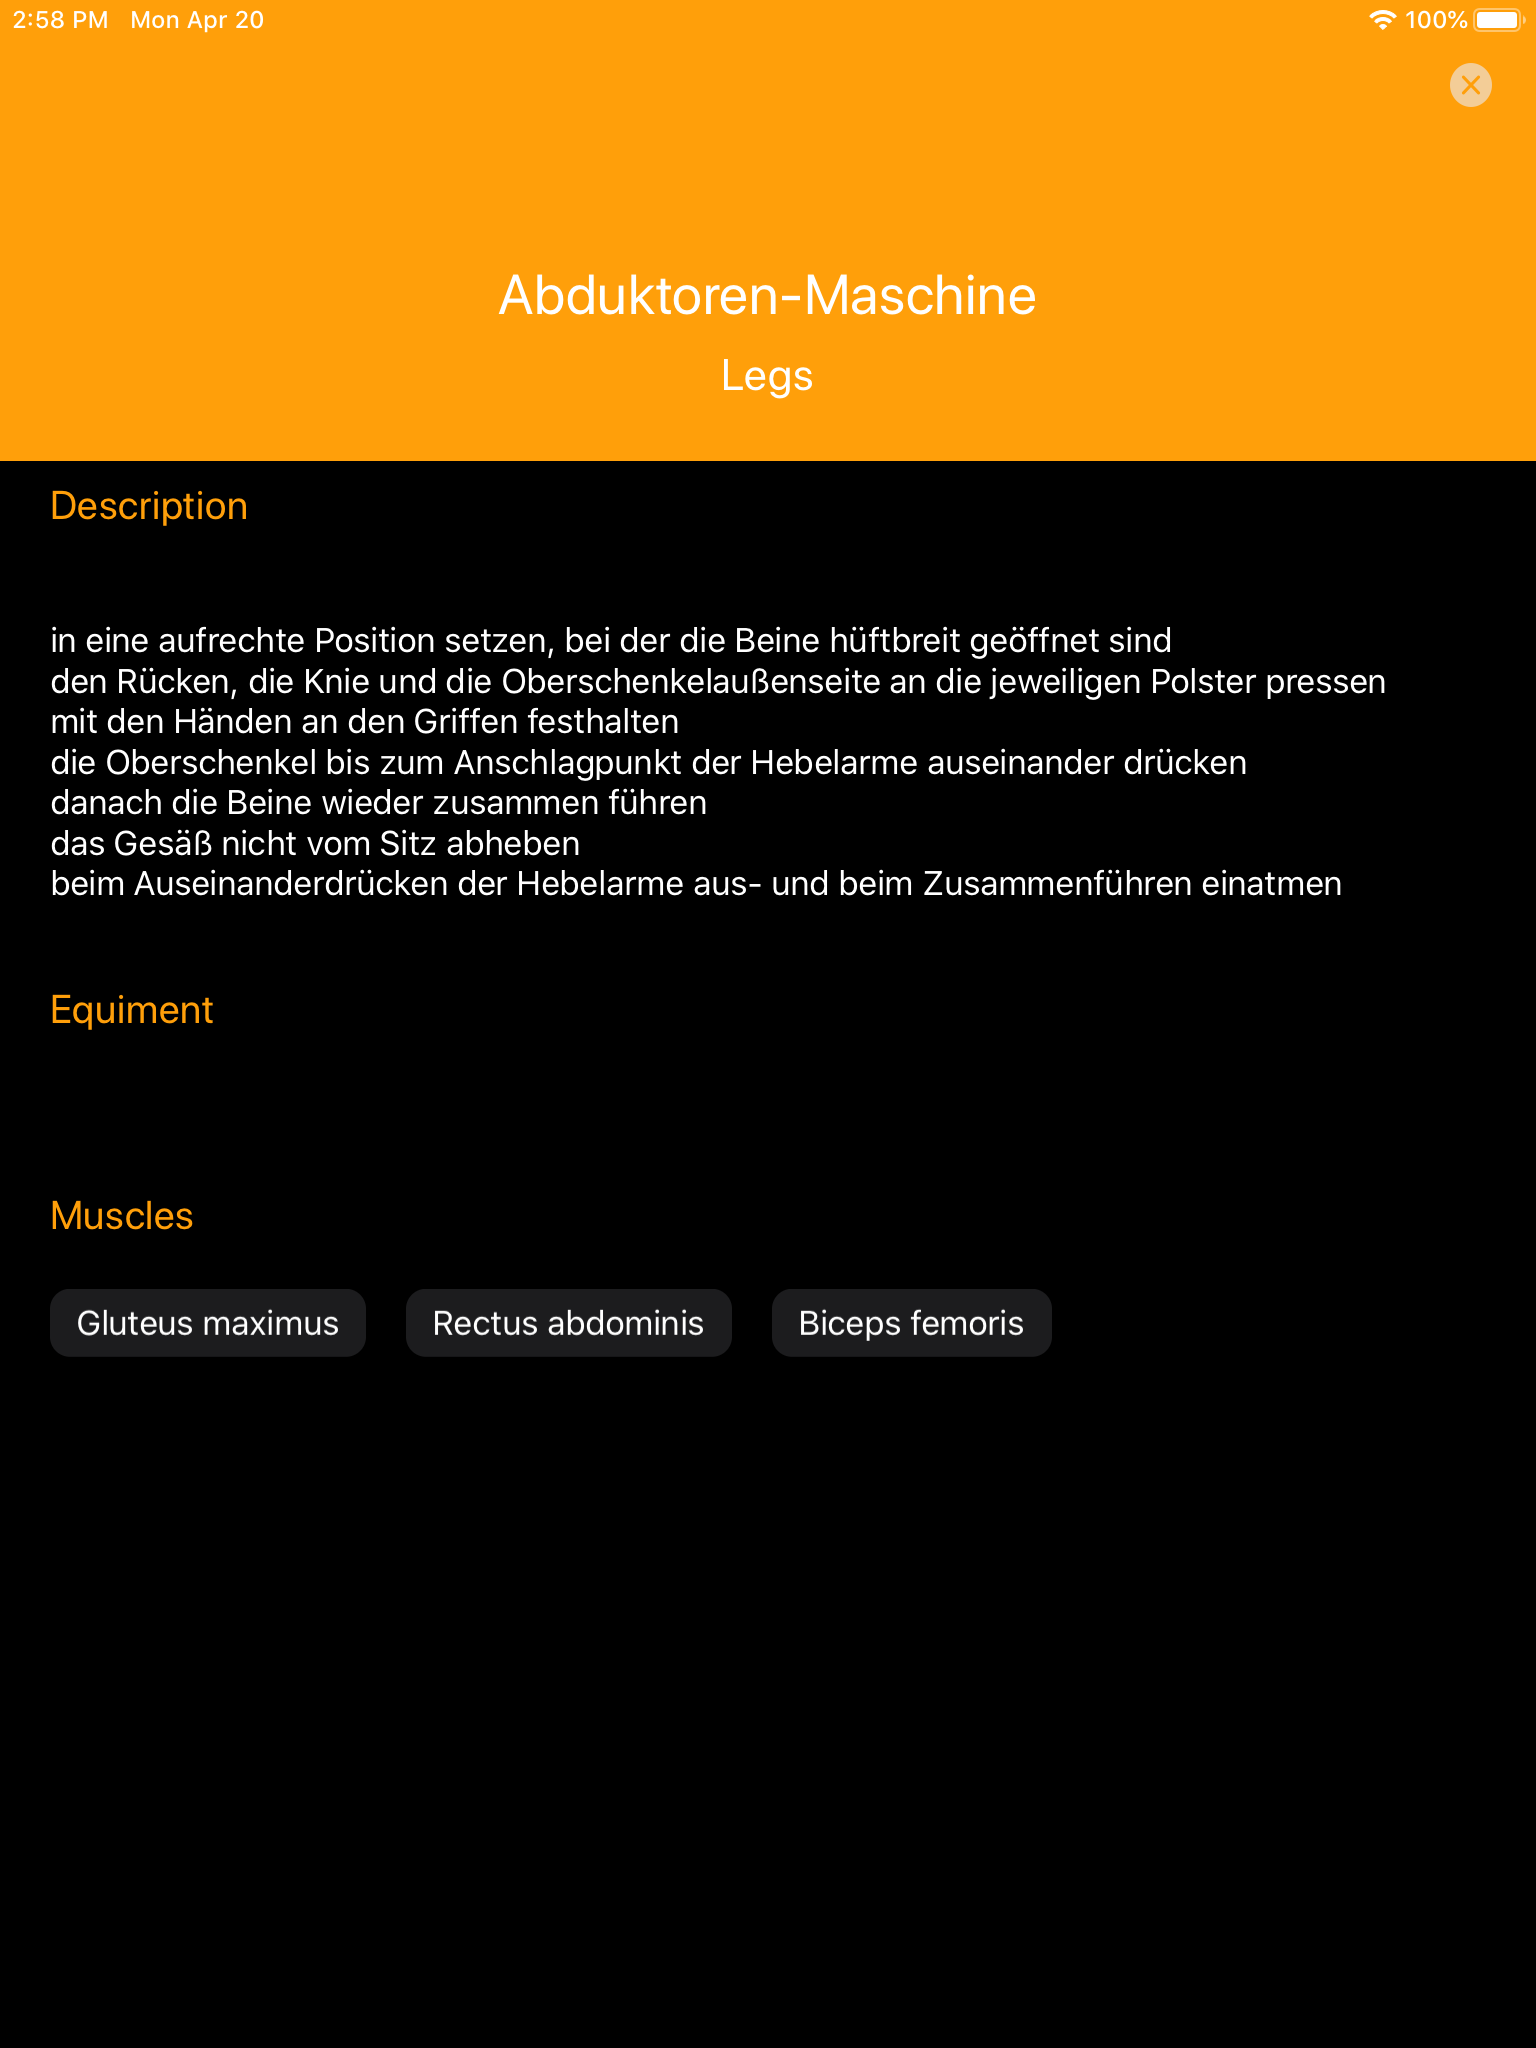 2:58 PM Mon Apr 20 100%
Abduktoren-Maschine
Legs
Description
in eine aufrechte Position setzen, bei der die Beine hüftbreit geöffnet sind
den Rücken, die Knie und die Oberschenkelaußenseite an die jeweiligen Polster pressen
mit den Händen an den Griffen festhalten
die Oberschenkel bis zum Anschlagpunkt der Hebelarme auseinander drücken
danach die Beine wieder zusammen führen
das Gesäß nicht vom Sitz abheben
beim Auseinanderdrücken der Hebelarme aus- und beim Zusammenführen einatmen
Equiment
Muscles
Gluteus maximus Rectus abdominis Biceps femoris